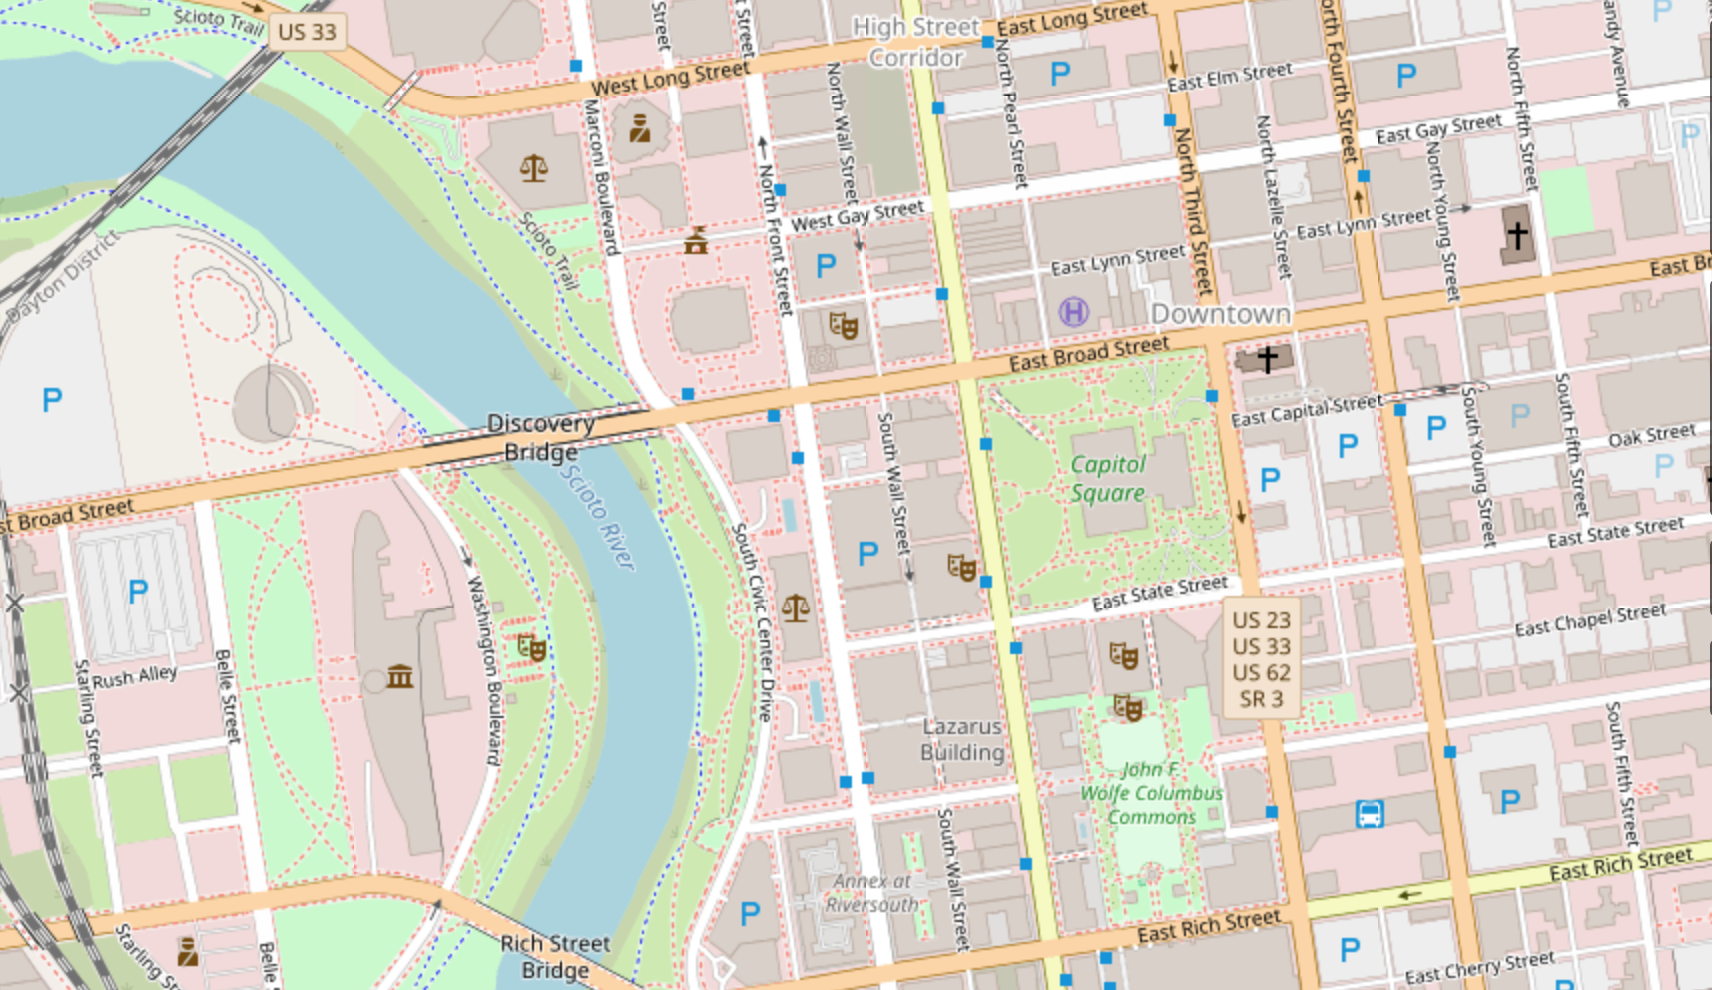 Scioto Trail
US 33
Street
t Street
High Street
Corridor
East Long Street
orth Fourth Street
andy Avenue
P
West Long Street
North Wall Street
North Pearl Street
P
East Elm Street
P
North Fifth Street
Marconi Boulevard
North Front Street
North Third Street
North Lazelle Street
East Gay Street
P
North Young Street
Scioto Trail
West Gay Street
East Lynn Street
East Lynn Street
Dayton District
P
H
Downtown
East Br
East Broad Street
P
Discovery
Bridge
South Wall Street
East Capital Street
P
P
South Young Street
South Fifth Street
Oak Street
Capitol
Square
P
P
P
st Broad Street
Scioto River
South Civic Center Drive
P
East State Street
P
Washington Boulevard
East State Street
US 23
US 33
US 62
SR 3
East Chapel Street
Starling Street
Rush Alley
Belle Street
Lazarus
Building
South Fifth Street
John F.
Wolfe Columbus
Commons
P
South Wall Street
Annex at
Riversouth
P
East Rich Street
East Rich Street
Starling S
Belle
Rich Street
Bridge
P
East Cherry Street
P